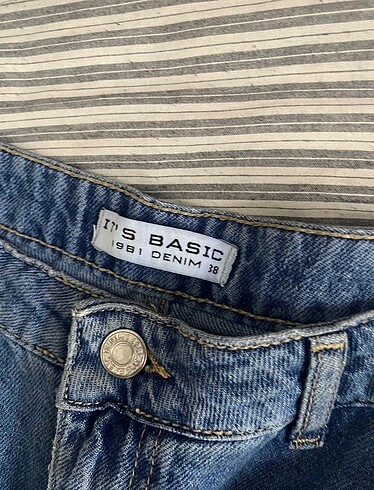 IT'S BASIC
1981 DENIM 38